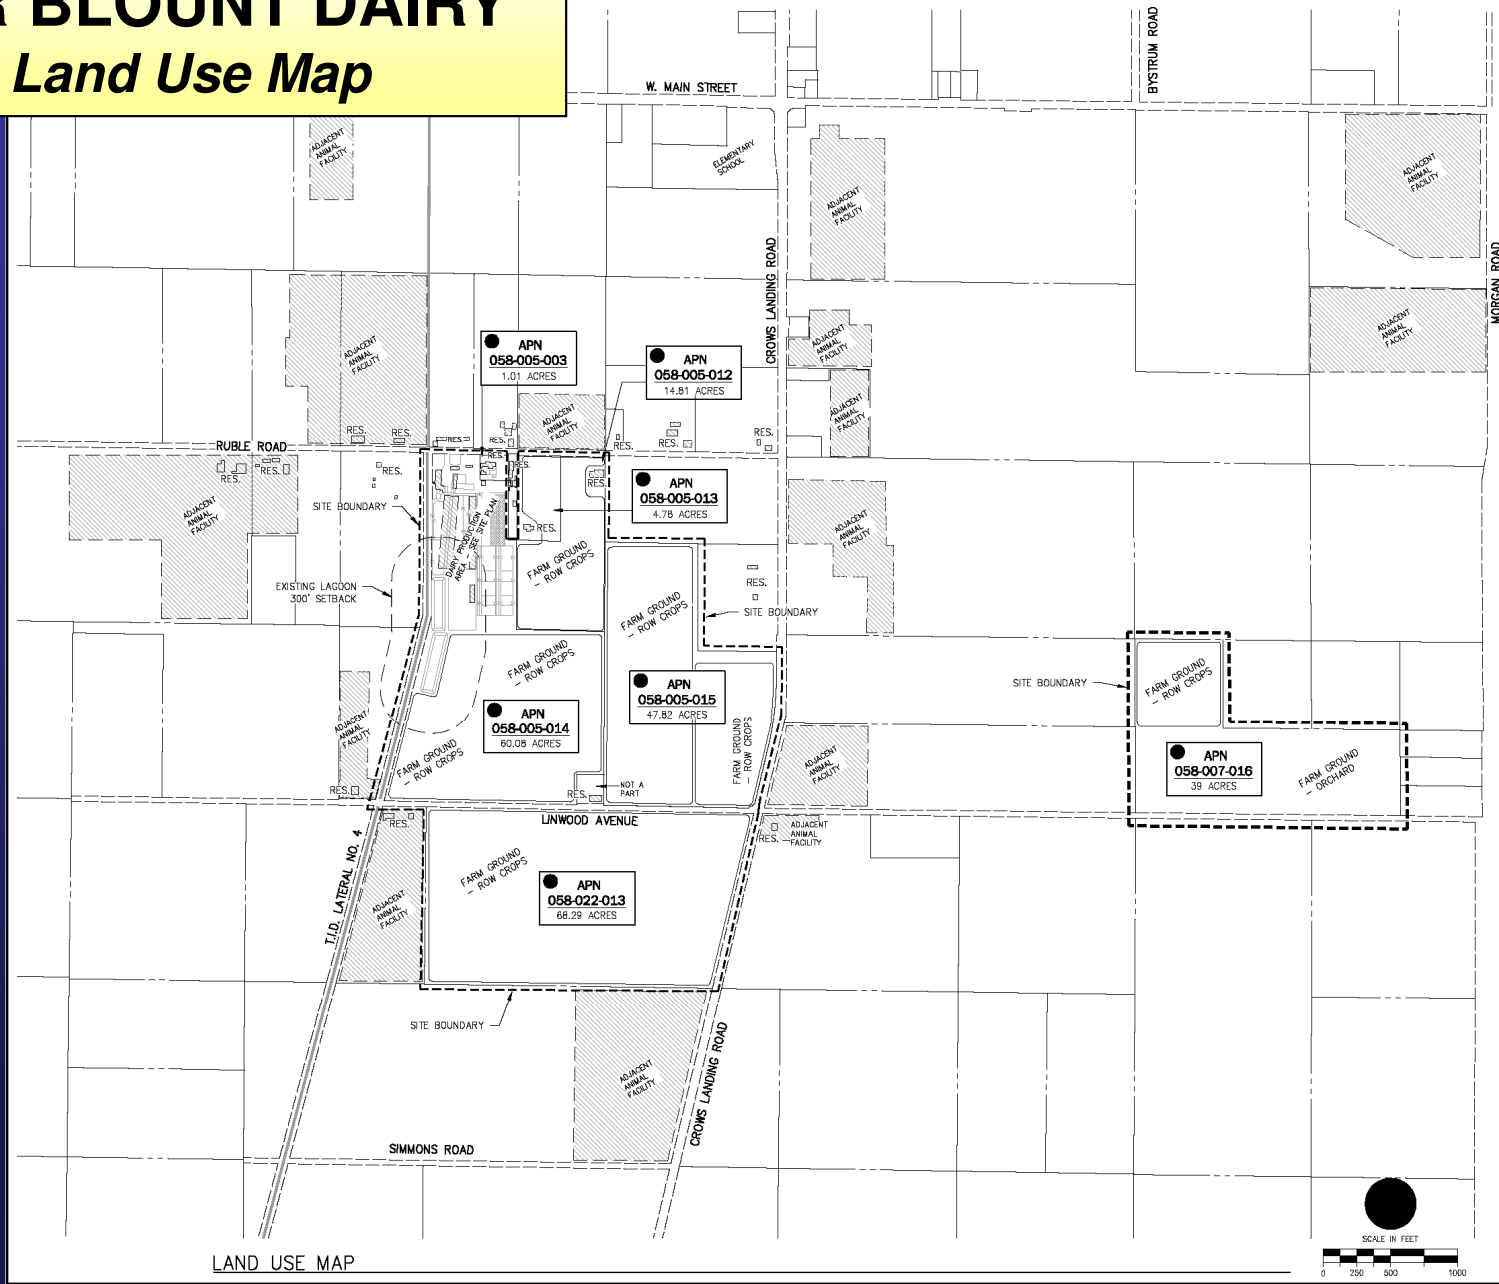 BLOUNT DAIRY
Land Use Map
W. MAIN STREET
BYSTRUM ROAD
ADJACENT
ANIMAL
FACILITY
ELEMENTARY
SCHOOL
ADJACENT
ANIMAL
FACILITY
ADJACENT
ANIMAL
FACILITY
CROWS LANDING ROAD
MORGAN ROAD
ADJACENT
ANIMAL
FACILITY
ADJACENT
ANIMAL
FACILITY
ADJACENT
ANIMAL
FACILITY
APN
058-005-003
1.01 ACRES
APN
058-005-012
14.81 ACRES
ADJACENT
ANIMAL
FACILITY
ADJACENT
ANIMAL
FACILITY
RUBLE ROAD
RES.
RES.
RES.
RES.
RES.
RES.
RES.
RES.
RES.
RES.
RES.
RES.
RES.
RES.
SITE BOUNDARY
ADJACENT
ANIMAL
FACILITY
APN
058-005-013
4.78 ACRES
DAIRY PRODUCTION
AREA - SEE SITE PLAN
RES.
FARM GROUND
- ROW CROPS
ADJACENT
ANIMAL
FACILITY
EXISTING LAGOON
300' SETBACK
RES.
FARM GROUND
- ROW CROPS
SITE BOUNDARY
FARM GROUND
- ROW CROPS
SITE BOUNDARY
FARM GROUND
- ROW CROPS
APN
058-005-015
47.82 ACRES
APN
058-005-014
60.08 ACRES
ADJACENT
ANIMAL
FACILITY
FARM GROUND
- ROW CROPS
FARM GROUND
- ROW CROPS
ADJACENT
ANIMAL
FACILITY
APN
058-007-016
39 ACRES
FARM GROUND
- ORCHARD
RES.
RES.
NOT A
PART
LINWOOD AVENUE
RES.
RES.
ADJACENT
ANIMAL
FACILITY
T.I.D. LATERAL NO. 4
FARM GROUND
- ROW CROPS
ADJACENT
ANIMAL
FACILITY
APN
058-022-013
68.29 ACRES
SITE BOUNDARY
CROWS LANDING ROAD
ADJACENT
ANIMAL
FACILITY
SIMMONS ROAD
LAND USE MAP
SCALE IN FEET
0 250 500 1000